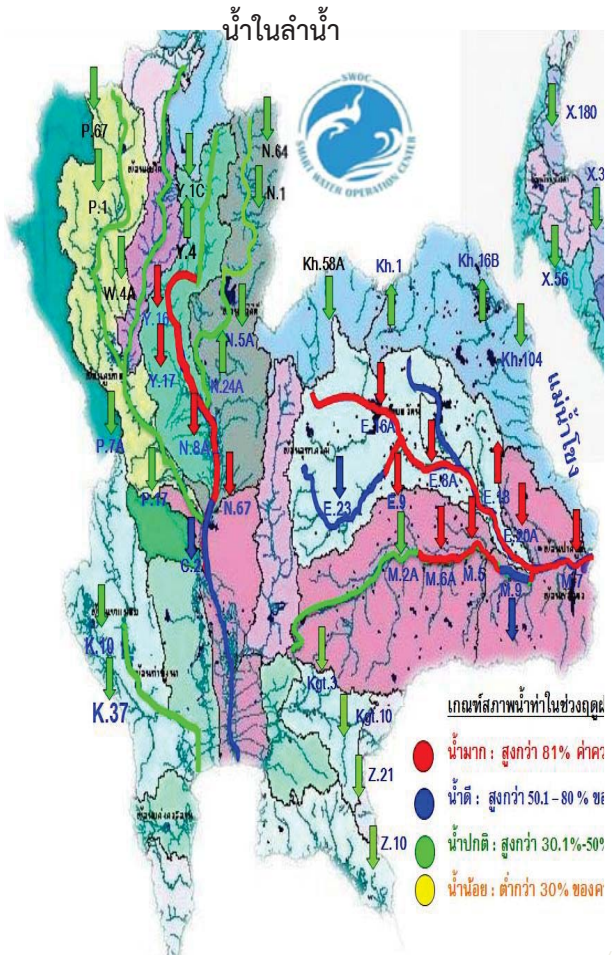 น้ำในลำน้ำ
SWOC
SMART WATER OPERATION CENTER
P.67
P.1
W.4A
Y.1C
Y.4
N.64
N.1
Y.16
Y.17
N.5A
N.24A
P.7A
P.17
N.8A
N.67
C.2
K.10
K.37
Kh.58A
Kh.1
Kh.16B
Kh.104
แม่น้ำโขง
X.180
X.3
X.56
E.16A
E.23
E.9
E.8A
E.18
E.20A
M.2A
M.6A
M.5
M.9
M.7
Kgt.3
Kgt.10
Z.21
Z.10
เกณฑ์สภาพน้ำท่าในช่วงฤดูฝ
น้ำมาก : สูงกว่า 81% ค่าคว
น้ำดี : สูงกว่า 50.1 - 80 % ขอ
น้ำปกติ : สูงกว่า 30.1%-50%
น้ำน้อย : ต่ำกว่า 30% ของคว